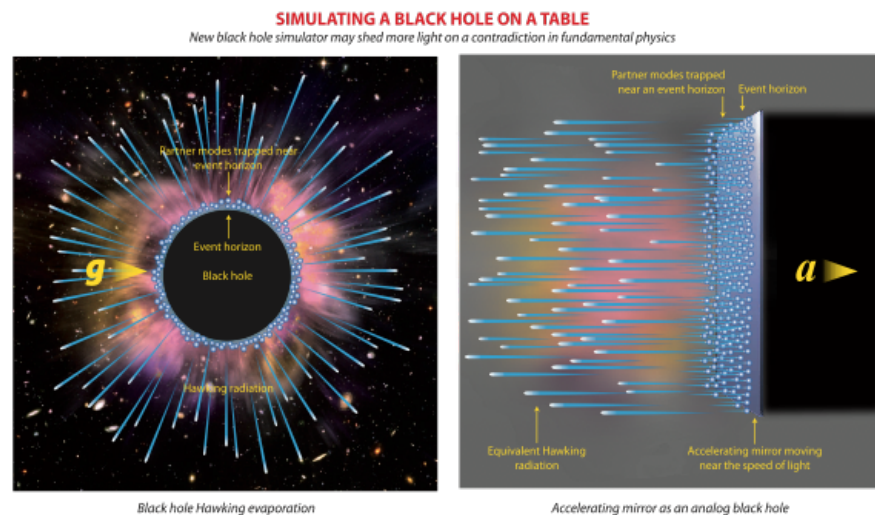 SIMULATING A BLACK HOLE ON A TABLE
New black hole simulator may shed more light on a contradiction in fundamental physics
Partner modes trapped near
event horizon
Event horizon
g
Black hole
Hawking radiation
Black hole Hawking evaporation
Partner modes trapped
near an event horizon
Event horizon
a
Equivalent Hawking
radiation
Accelerating mirror moving
near the speed of light
Accelerating mirror as an analog black hole